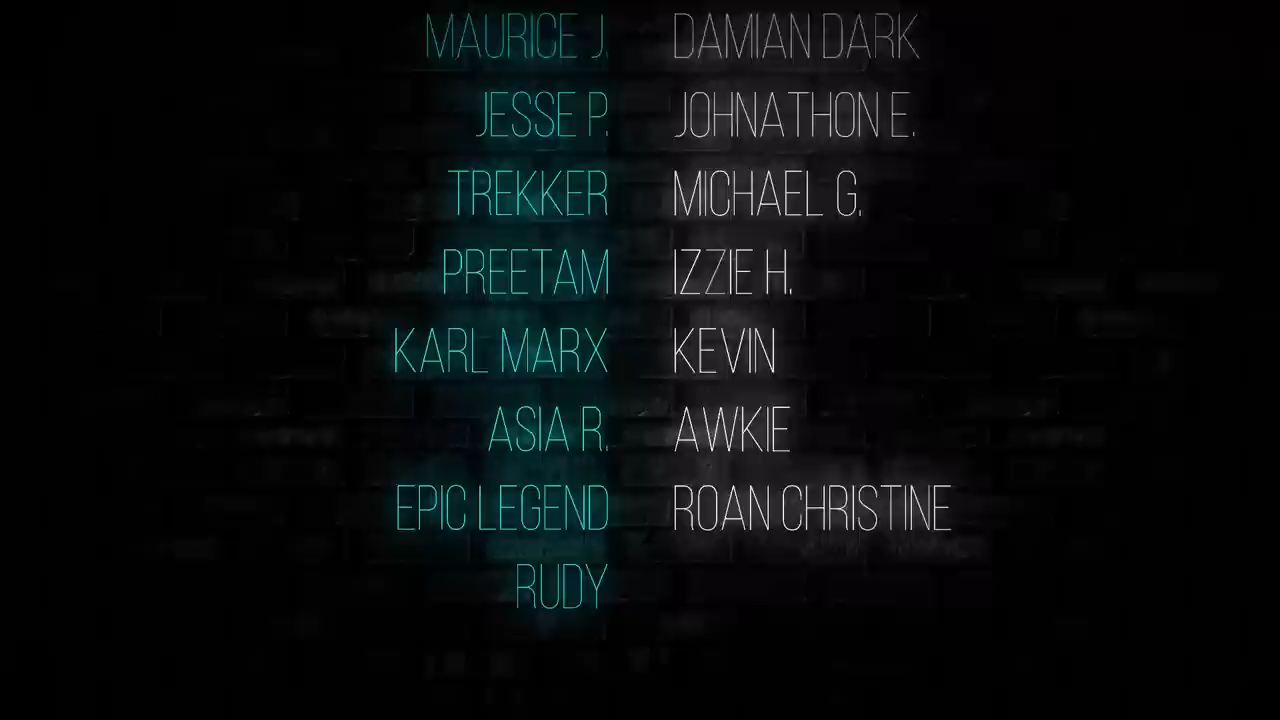 MAURICE J. DAMIAN DARK
JESSE P. JOHNATHON E.
TREKKER MICHAEL G.
PREETAM IZZIE H.
KARL MARX KEVIN
ASIA R. AWKIE
EPIC LEGEND ROAN CHRISTINE
RUDY